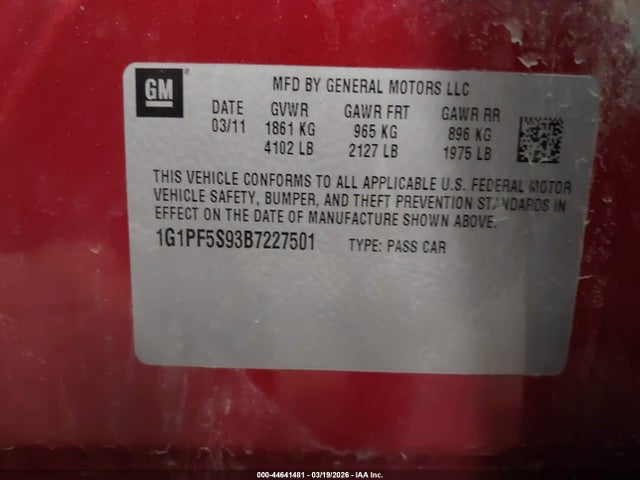 GM
®
MFD BY GENERAL MOTORS LLC
DATE GVWR GAWR FRT GAWR RR
03/11 1861 KG 965 KG 896 KG
4102 LB 2127 LB 1975 LB
THIS VEHICLE CONFORMS TO ALL APPLICABLE U.S. FEDERAL MOTOR
VEHICLE SAFETY, BUMPER, AND THEFT PREVENTION STANDARDS IN
EFFECT ON THE DATE OF MANUFACTURE SHOWN ABOVE.
1G1PF5S93B7227501 TYPE: PASS CAR
000-44641481 - 03/19/2026 - IAA Inc.